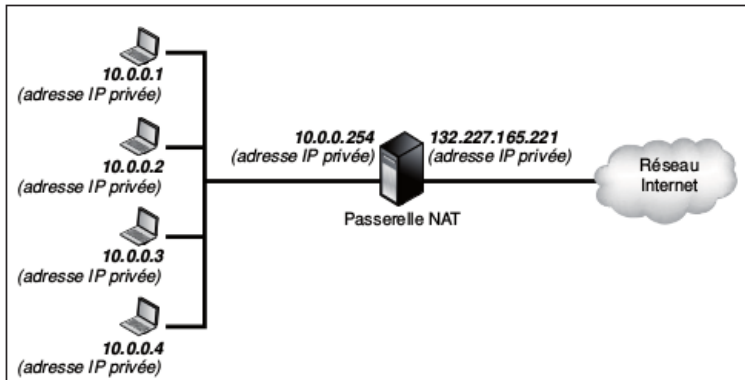 10.0.0.1
(adresse IP privée)
10.0.0.2
(adresse IP privée)
10.0.0.3
(adresse IP privée)
10.0.0.4
(adresse IP privée)
10.0.0.254
(adresse IP privée)
132.227.165.221
(adresse IP privée)
Passerelle NAT
Réseau
Internet